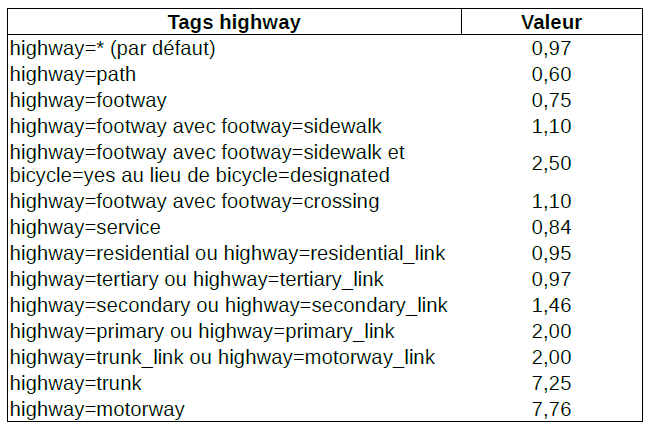 Tags highway Valeur
highway=* (par défaut) 0,97
highway=path 0,60
highway=footway 0,75
highway=footway avec footway=sidewalk 1,10
highway=footway avec footway=sidewalk et
bicycle=yes au lieu de bicycle=designated 2,50
highway=footway avec footway=crossing 1,10
highway=service 0,84
highway=residential ou highway=residential_link 0,95
highway=tertiary ou highway=tertiary_link 0,97
highway=secondary ou highway=secondary_link 1,46
highway=primary ou highway=primary_link 2,00
highway=trunk_link ou highway=motorway_link 2,00
highway=trunk 7,25
highway=motorway 7,76